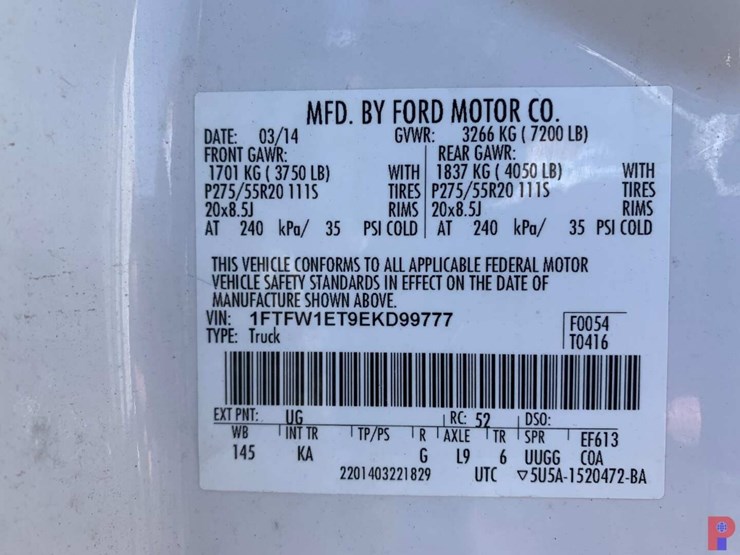 MFD. BY FORD MOTOR CO.
DATE: 03/14 GVWR: 3266 KG ( 7200 LB)
FRONT GAWR: REAR GAWR:
1701 KG ( 3750 LB) WITH 1837 KG ( 4050 LB) WITH
P275/55R20 111S TIRES P275/55R20 111S TIRES
20x8.5J RIMS 20x8.5J RIMS
AT 240 kPa/ 35 PSI COLD AT 240 kPa/ 35 PSI COLD
THIS VEHICLE CONFORMS TO ALL APPLICABLE FEDERAL MOTOR
VEHICLE SAFETY STANDARDS IN EFFECT ON THE DATE OF
MANUFACTURE SHOWN ABOVE.
VIN: 1FTFW1ET9EKD99777 F0054
TYPE: Truck T0416
EXT PNT: UG RC: 52 DSO:
WB INT TR TP/PS R AXLE TR SPR EF613
145 KA G L9 6 UUGG COA
2201403221829 UTC ▽5U5A-1520472-BA